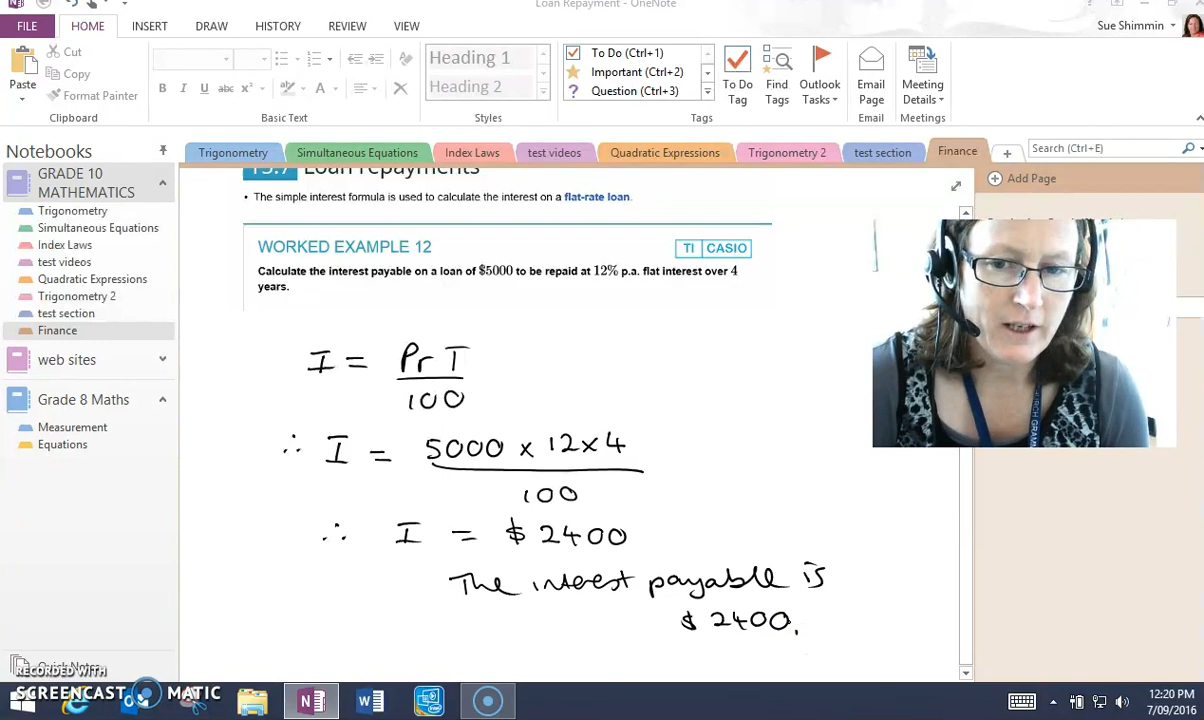 Loan Repayment - OneNote
FILE HOME INSERT DRAW HISTORY REVIEW VIEW
Sue Shimmin
Paste
Cut
Copy
Format Painter
Clipboard
B I U abc x² A
Basic Text
Heading 1
Heading 2
Styles
To Do (Ctrl+1)
Important (Ctrl+2)
Question (Ctrl+3)
To Do Tag
Find Tags
Outlook Tasks
Tags
Email Page
Email
Meeting Details
Meetings
Notebooks
Trigonometry Simultaneous Equations Index Laws test videos Quadratic Expressions Trigonometry 2 test section Finance
Search (Ctrl+E)
Add Page
GRADE 10 MATHEMATICS
Trigonometry
Simultaneous Equations
Index Laws
test videos
Quadratic Expressions
Trigonometry 2
test section
Finance
web sites
Grade 8 Maths
Measurement
Equations
13.7 Loan repayments
• The simple interest formula is used to calculate the interest on a flat-rate loan.
WORKED EXAMPLE 12
TI CASIO
Calculate the interest payable on a loan of $5000 to be repaid at 12% p.a. flat interest over 4
years.
I = PrT
100
∴ I = 5000 × 12 × 4
100
∴ I = $2400
The interest payable is
$2400.
RECORDED WITH
SCREENCAST MATIC
12:20 PM
7/09/2016